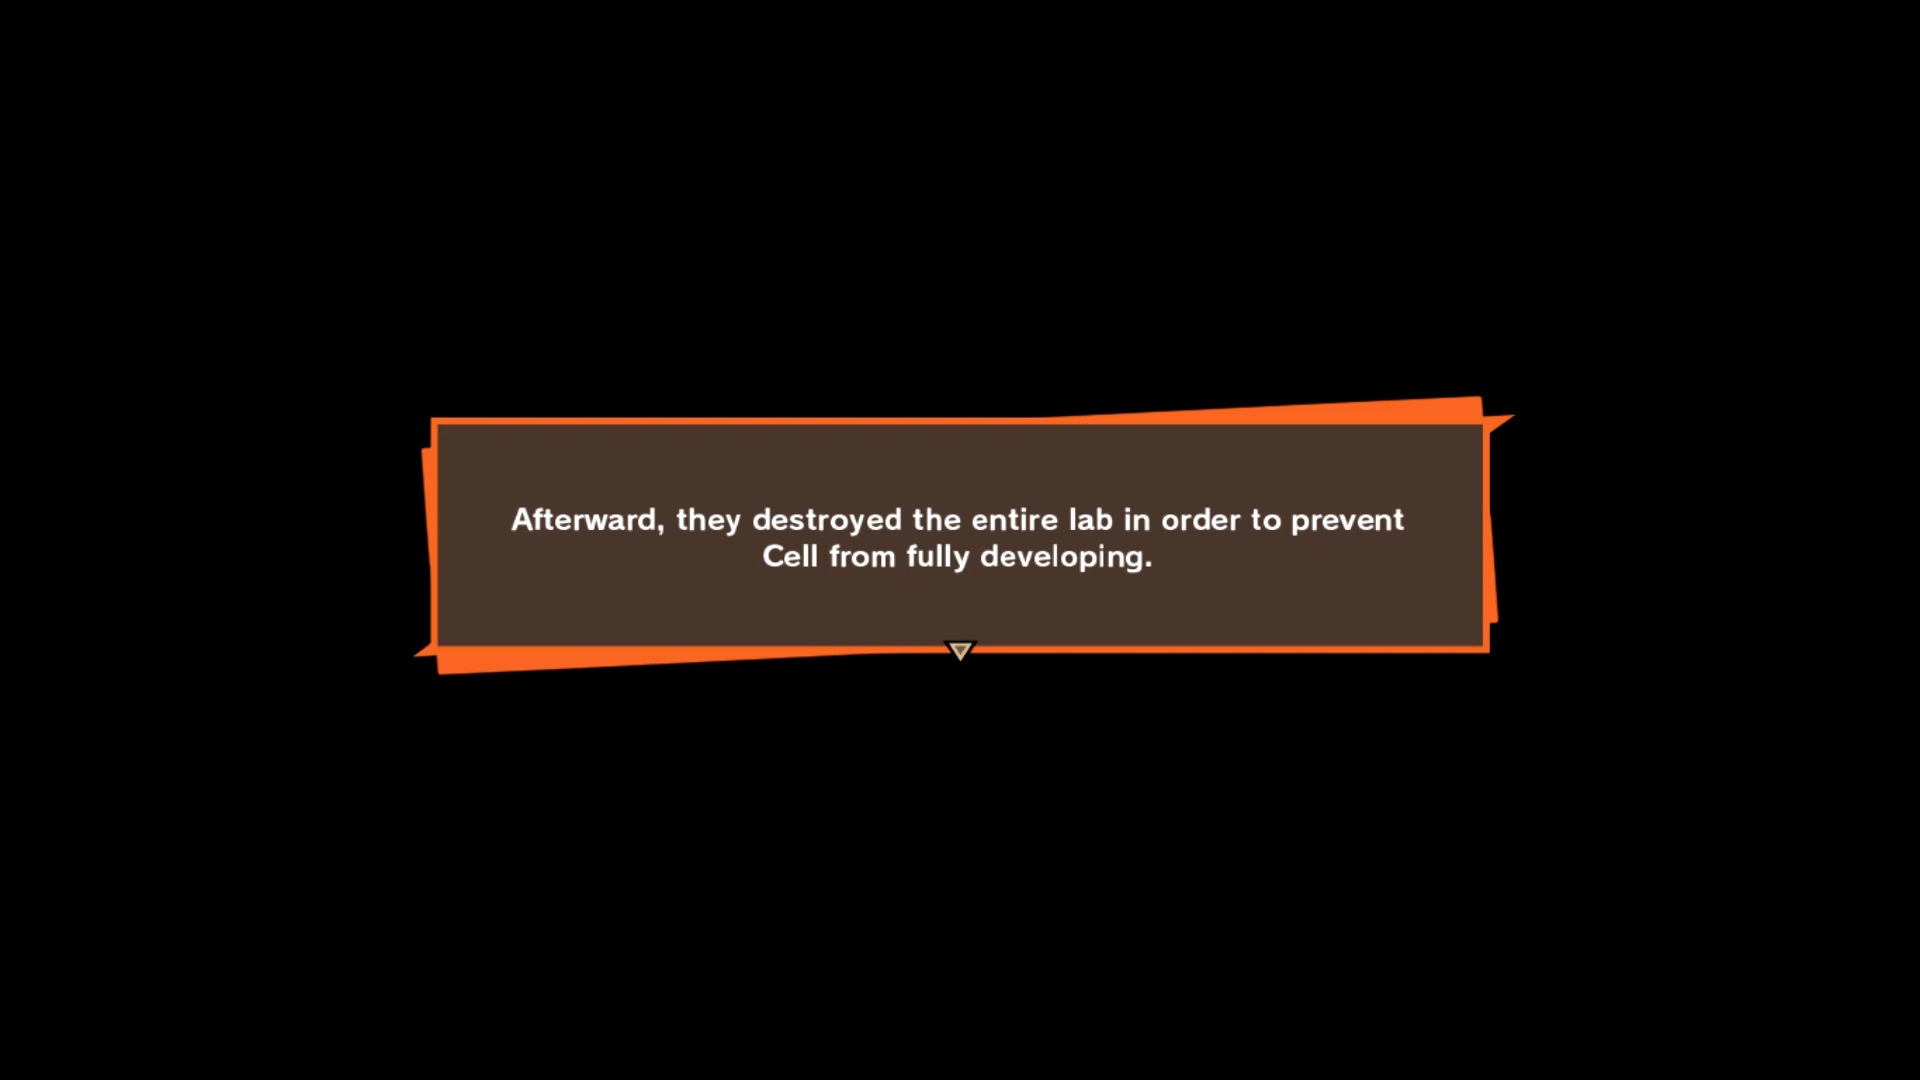 Afterward, they destroyed the entire lab in order to prevent
Cell from fully developing.